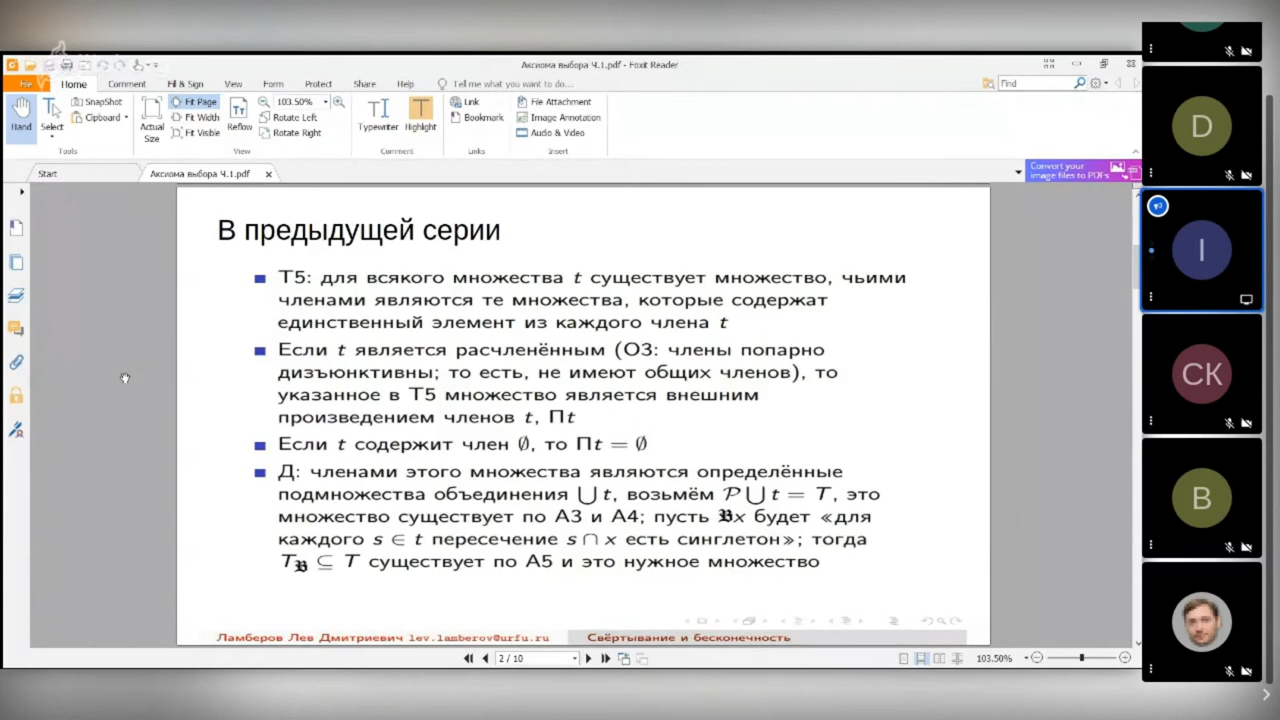 Аксиома выбора Ч.1.pdf - Foxit Reader
File Home Comment Fill & Sign View Form Protect Share Help Tell me what you want to do... Find
Hand Select SnapShot Clipboard Actual Size Fit Page Fit Width Fit Visible Reflow 103.50% Rotate Left Rotate Right Typewriter Highlight Link Bookmark File Attachment Image Annotation Audio & Video
Tools View Comment Links Insert
Start Аксиома выбора Ч.1.pdf
Convert your
image files to PDFs
В предыдущей серии
Т5: для всякого множества t существует множество, чьими
членами являются те множества, которые содержат
единственный элемент из каждого члена t
Если t является расчленённым (О3: члены попарно
дизъюнктивны; то есть, не имеют общих членов), то
указанное в Т5 множество является внешним
произведением членов t, Πt
Если t содержит член ∅, то Πt = ∅
Д: членами этого множества являются определённые
подмножества объединения ⋃ t, возьмём 𝒫 ⋃ t = T, это
множество существует по А3 и А4; пусть 𝕭x будет «для
каждого s ∈ t пересечение s ∩ x есть синглетон»; тогда
T𝕭 ⊆ T существует по А5 и это нужное множество
Ламберов Лев Дмитриевич lev.lamberov@urfu.ru Свёртывание и бесконечность
2 / 10 103.50%
D
I
СК
B